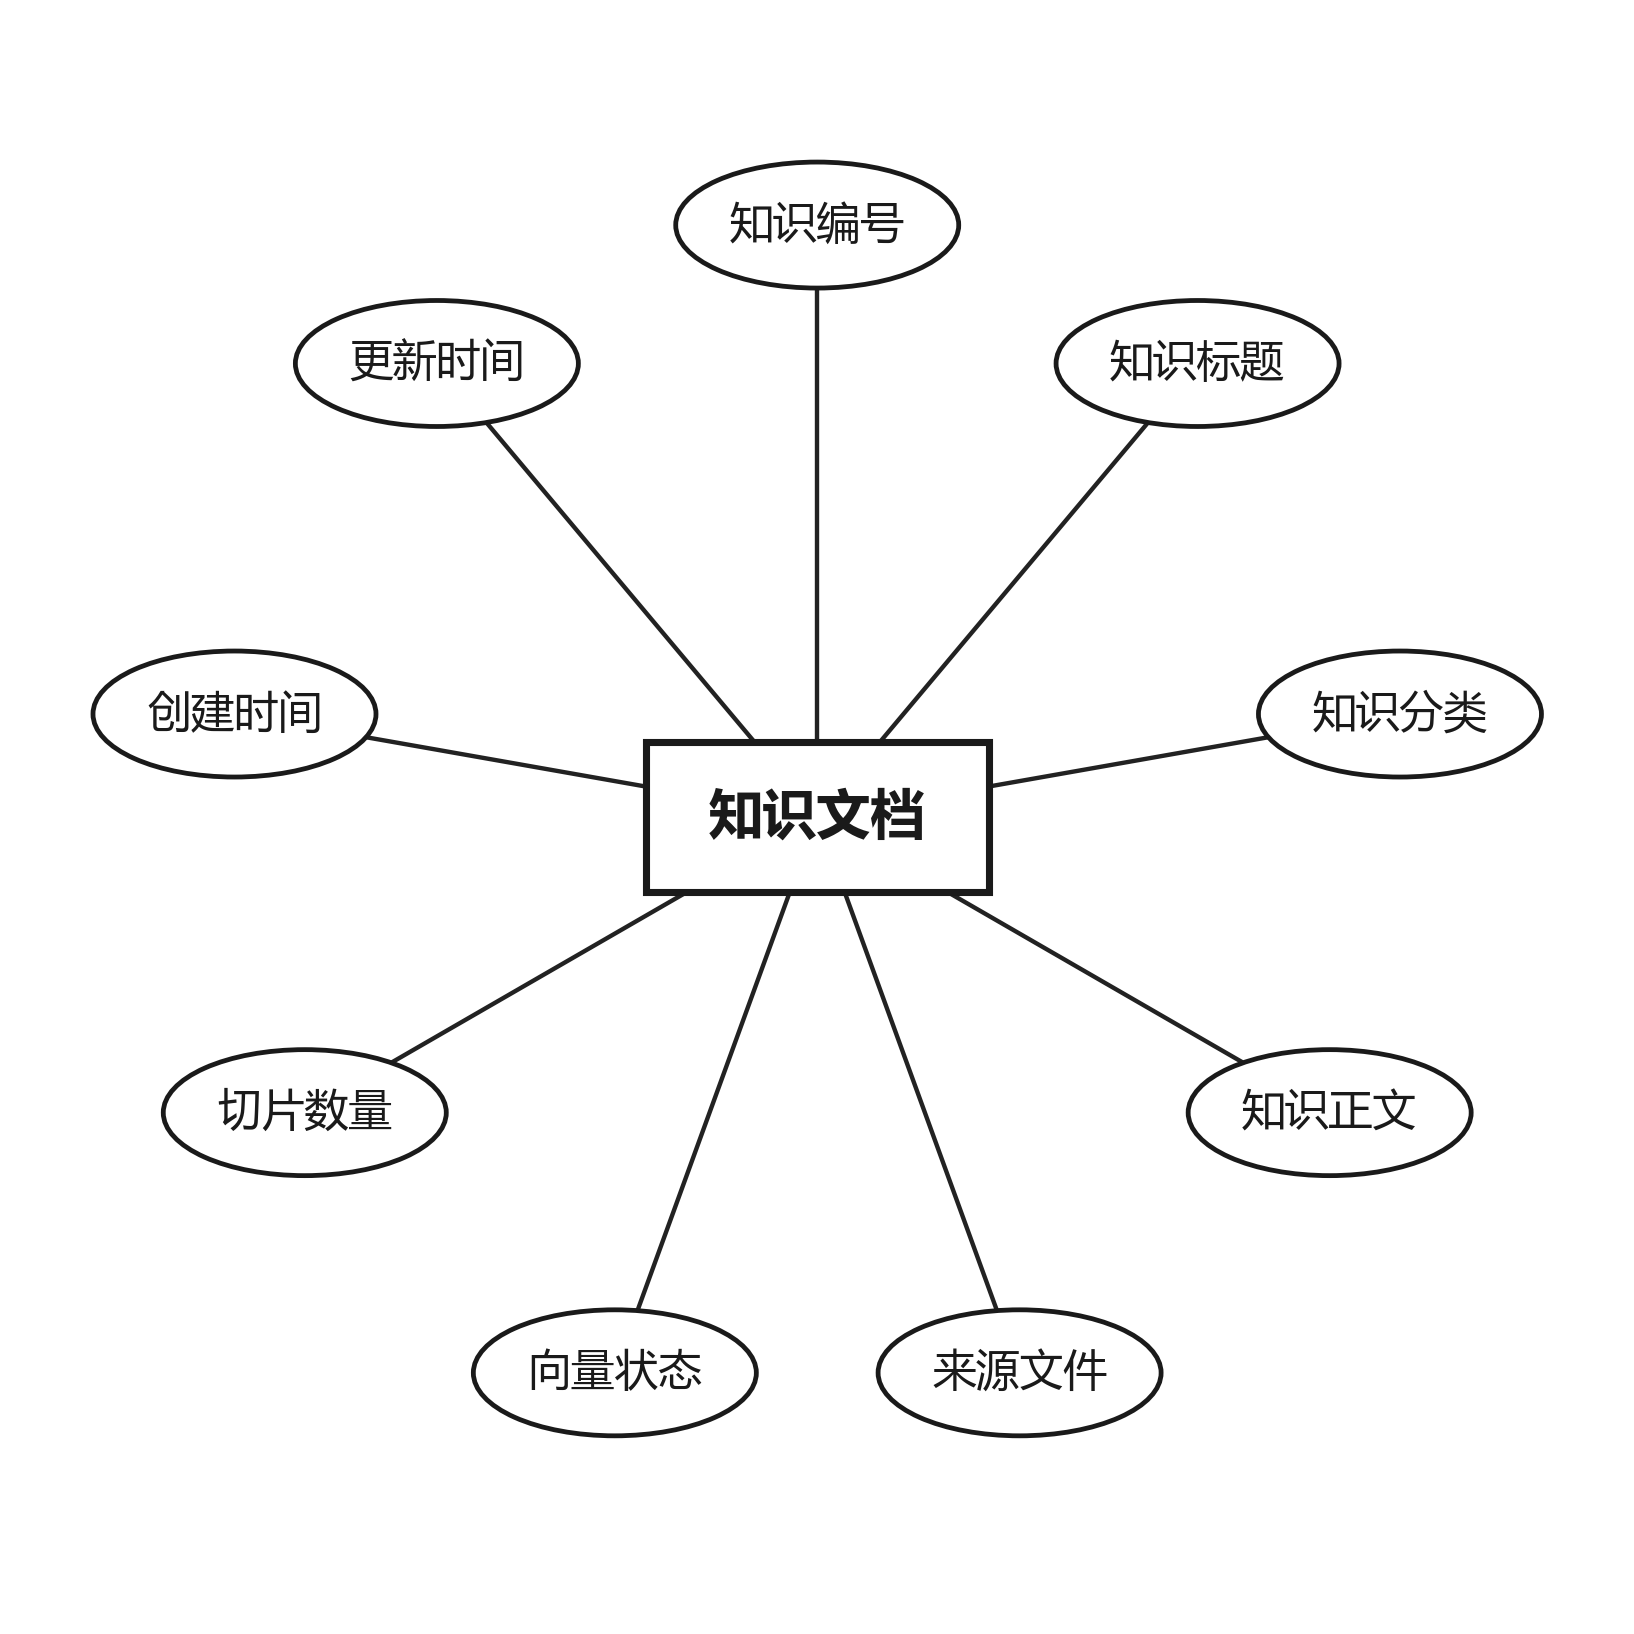 知识编号
更新时间
知识标题
创建时间
知识分类
知识文档
切片数量
知识正文
向量状态
来源文件